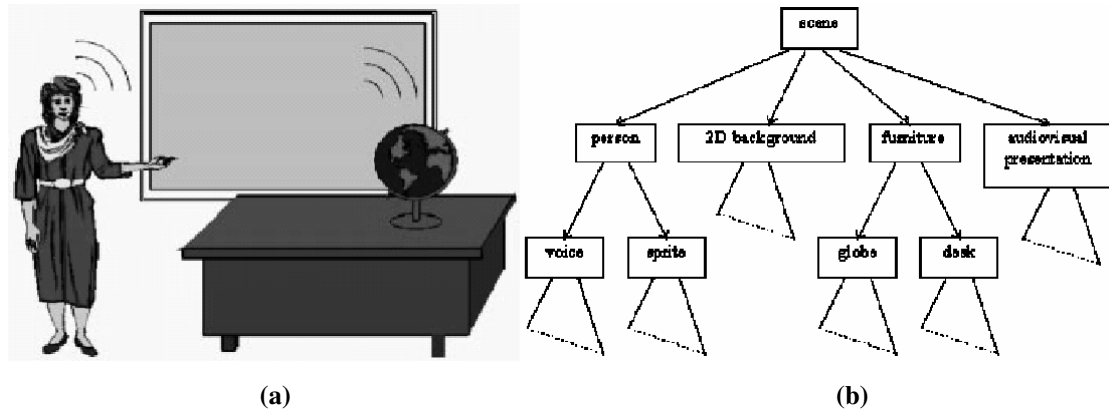 scene
person
2D background
furniture
audiovisual
presentation
voice
sprite
globe
desk
(a)
(b)